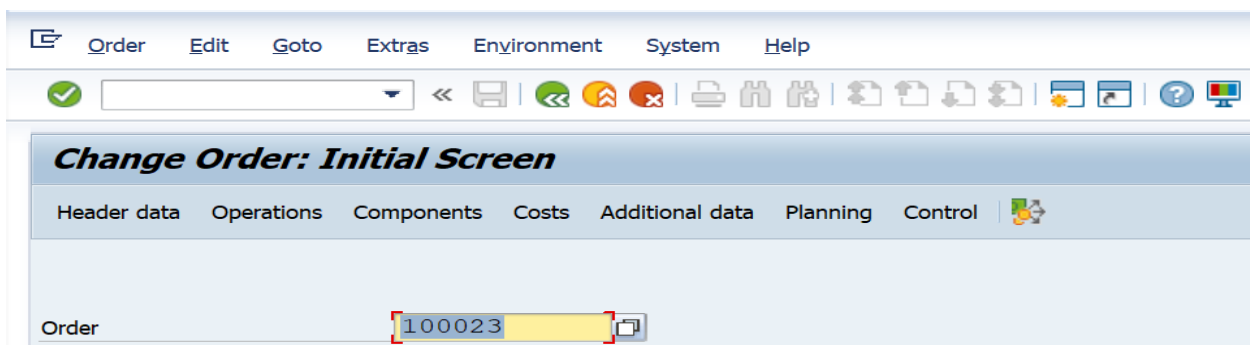 Order Edit Goto Extras Environment System Help
Change Order: Initial Screen
Header data Operations Components Costs Additional data Planning Control
Order 100023